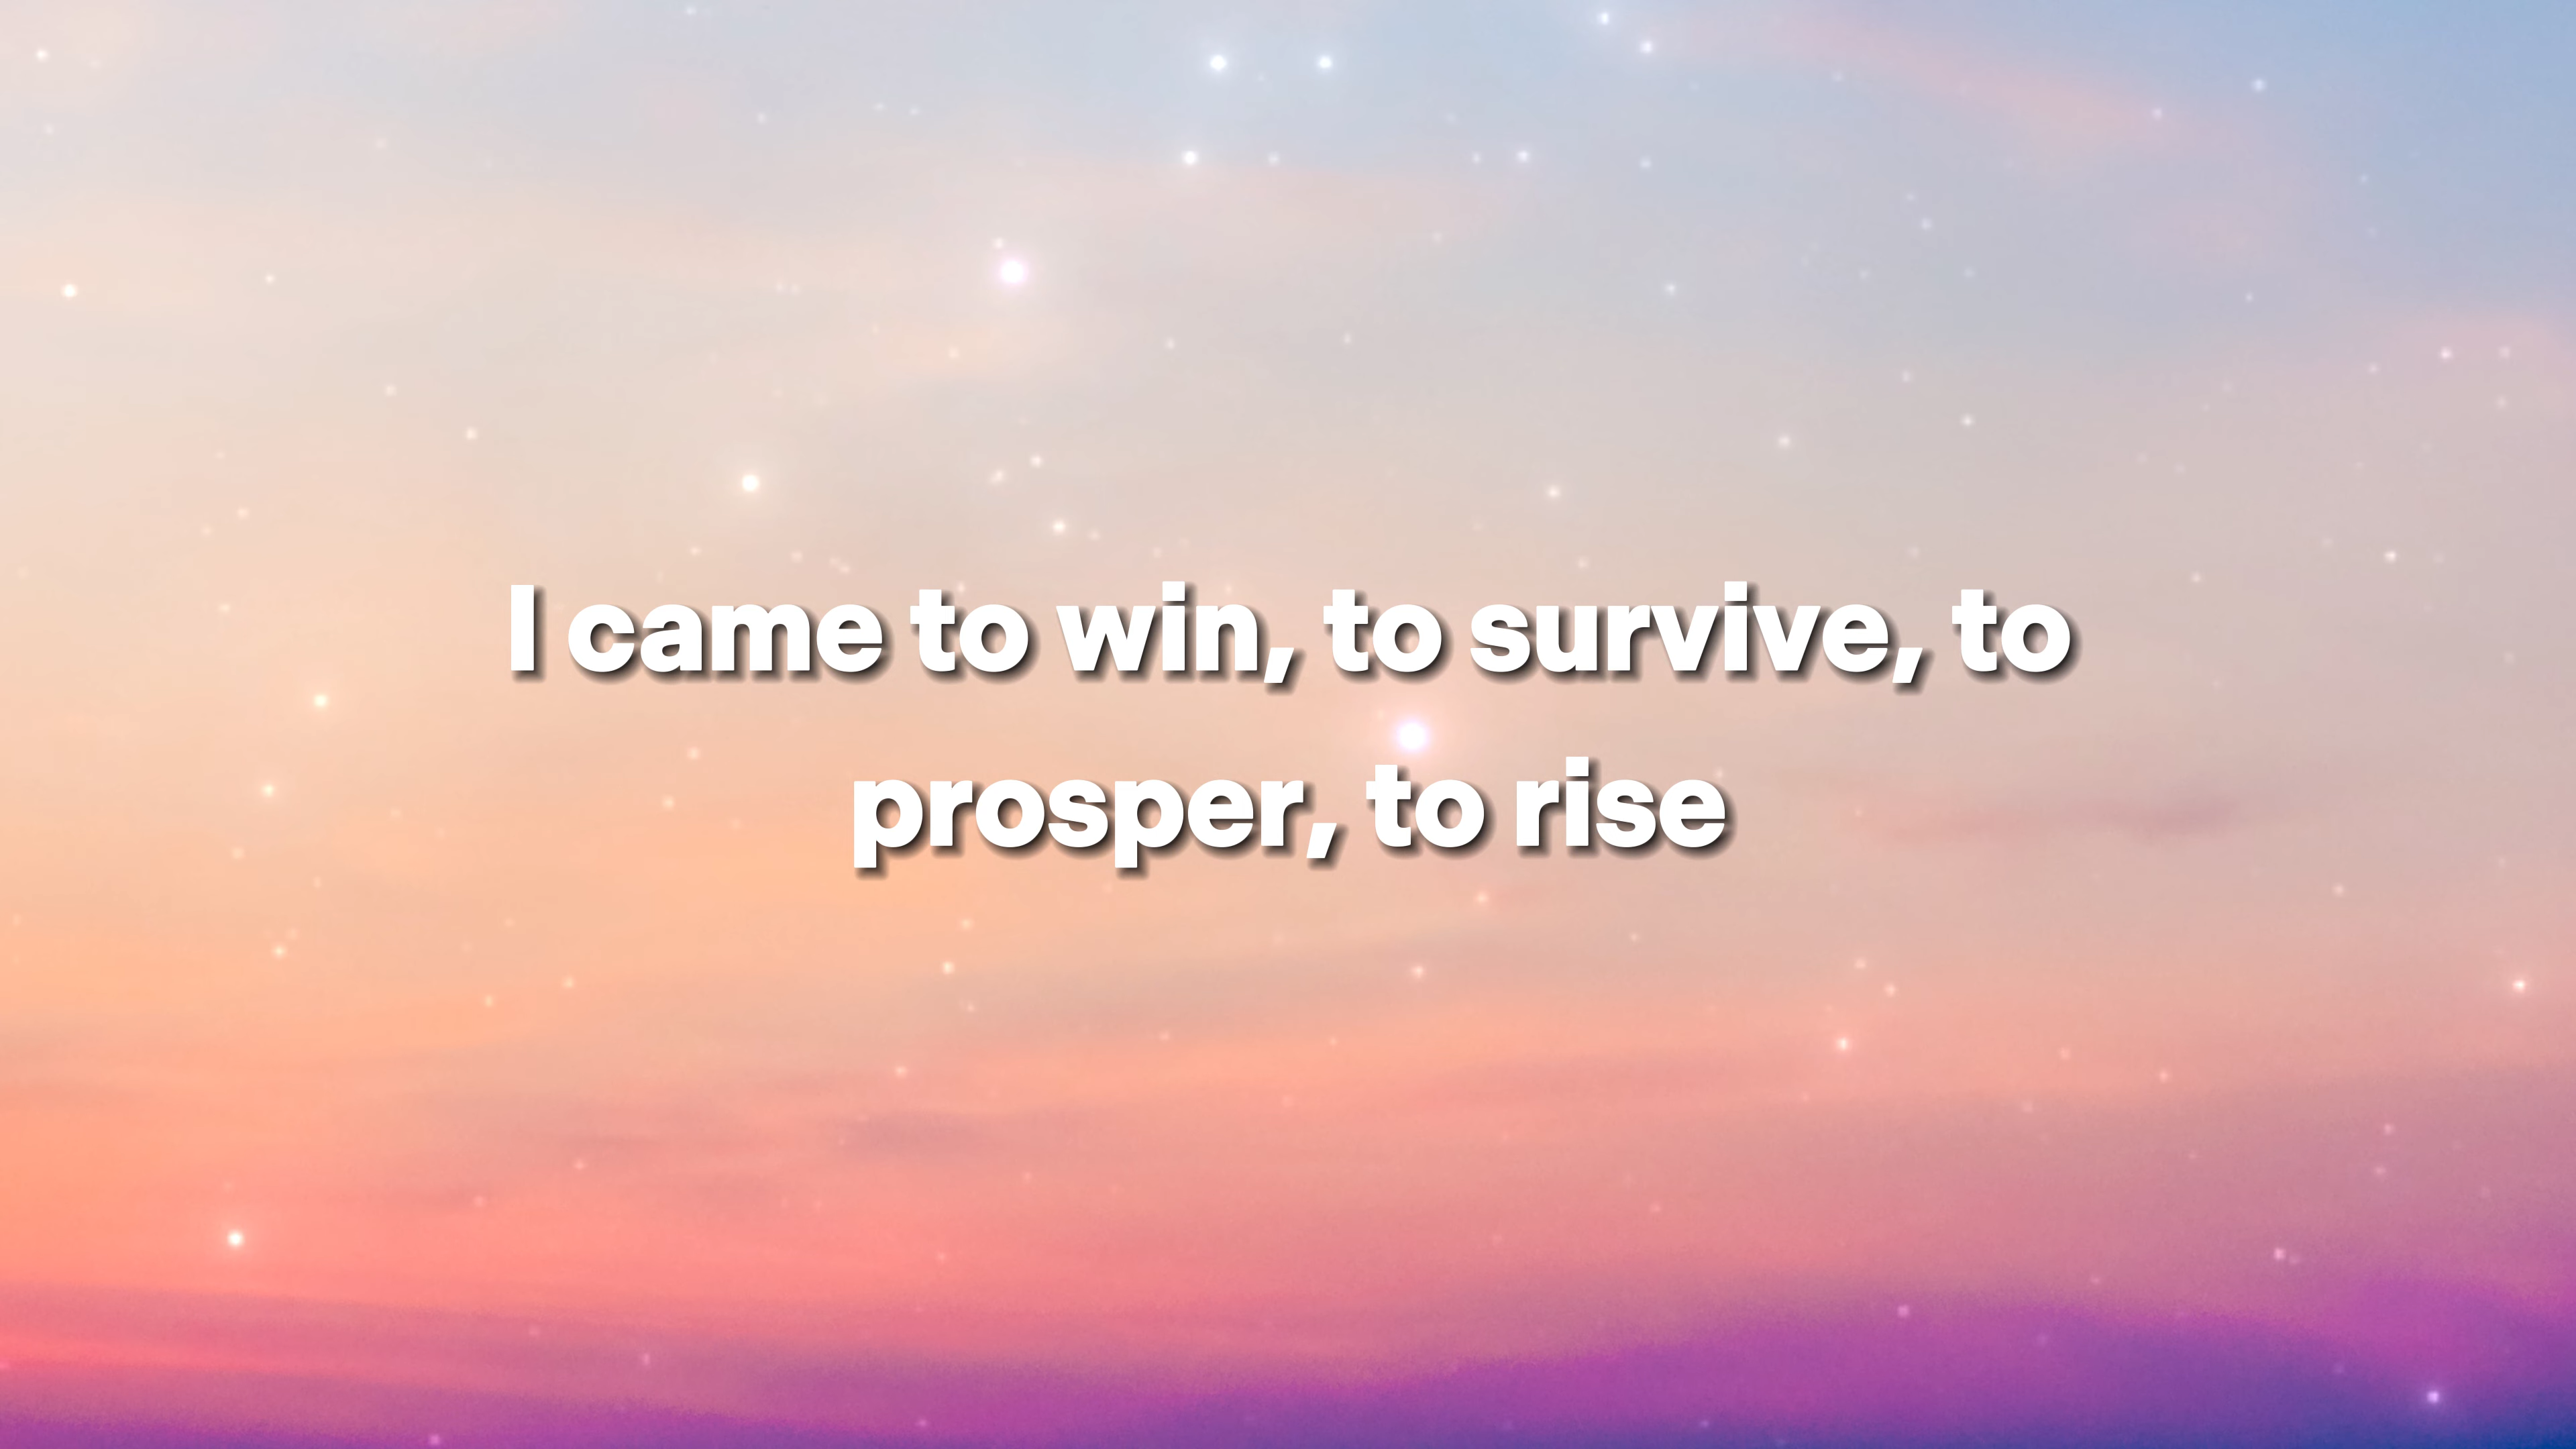 I came to win, to survive, to
prosper, to rise